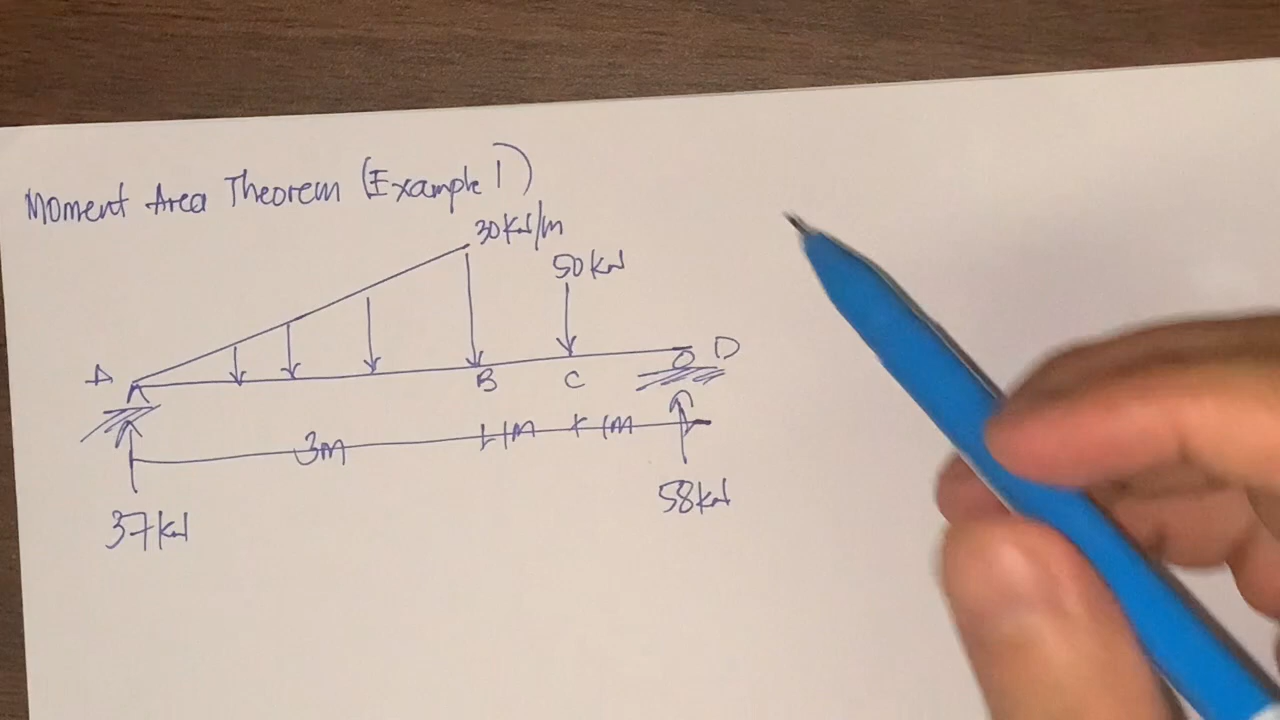 Moment Area Theorem (Example 1)
30kN/m
50kN
A
B
C
D
3m
1m
1m
37kN
58kN